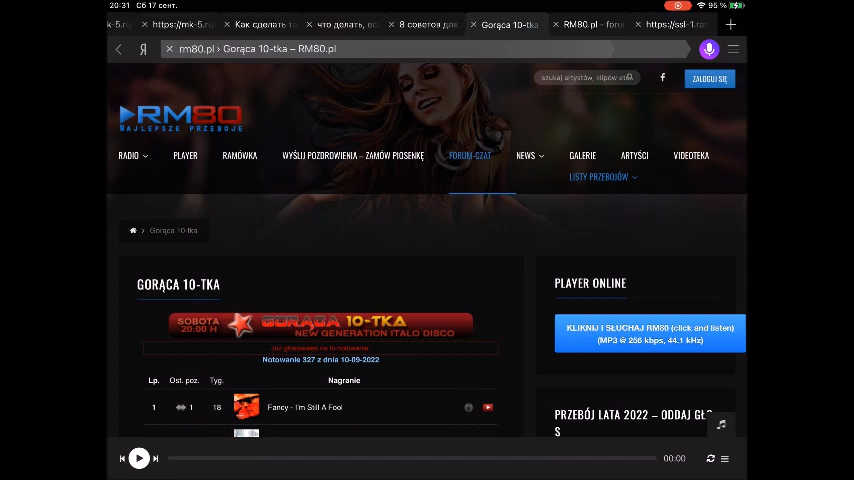 20:31 Сб 17 сент. 95 %
k-5.ru https://mk-5.ru Как сделать та что делать, ес 8 советов для Gorąca 10-tka - RM80.pl - forun https://ssl-1.rad
Я rm80.pl › Gorąca 10-tka – RM80.pl
szukaj artystów, klipów etc.
ZALOGUJ SIĘ
RM80
NAJLEPSZE PRZEBOJE
RADIO PLAYER RAMÓWKA WYŚLIJ POZDROWIENIA – ZAMÓW PIOSENKĘ FORUM-CZAT NEWS GALERIE ARTYŚCI VIDEOTEKA
LISTY PRZEBOJÓW
Gorąca 10-tka
GORĄCA 10-TKA
PLAYER ONLINE
SOBOTA
20:00 H
GORĄCA 10-TKA
NEW GENERATION ITALO DISCO
KLIKNIJ I SŁUCHAJ RM80 (click and listen)
(MP3 @ 256 kbps, 44.1 kHz)
Już głosowałeś na to notowanie
Notowanie 327 z dnia 10-09-2022
Lp. Ost. poz. Tyg. Nagranie
1 1 18 Fancy - I'm Still A Fool
PRZEBÓJ LATA 2022 – ODDAJ GŁO
S
00:00